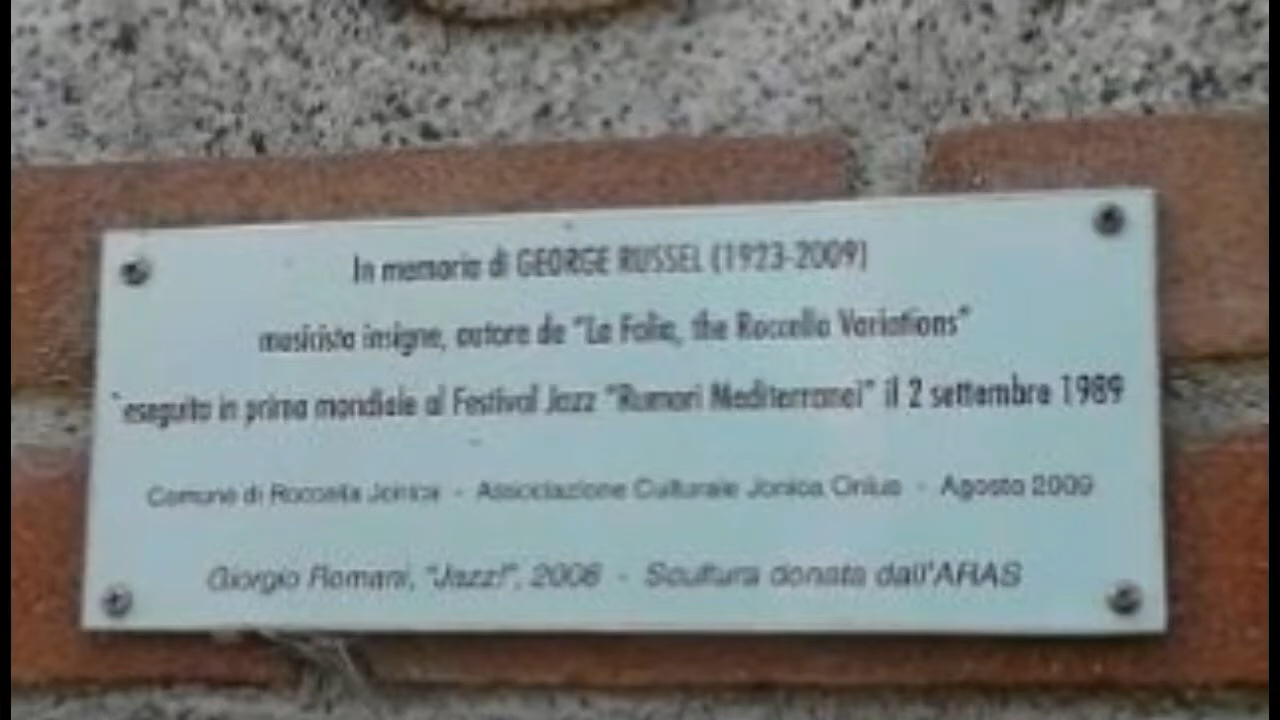 In memoria di GEORGE RUSSEL (1923-2009)
musicista insigne, autore de "La Folia, the Roccella Variations"
eseguito in prima mondiale al Festival Jazz "Rumori Mediterranei" il 2 settembre 1989
Comune di Roccella Jonica - Associazione Culturale Jonica Onlus - Agosto 2009
Giorgio Romani, "Jazz!", 2008 - Scultura donata dall'ARAS